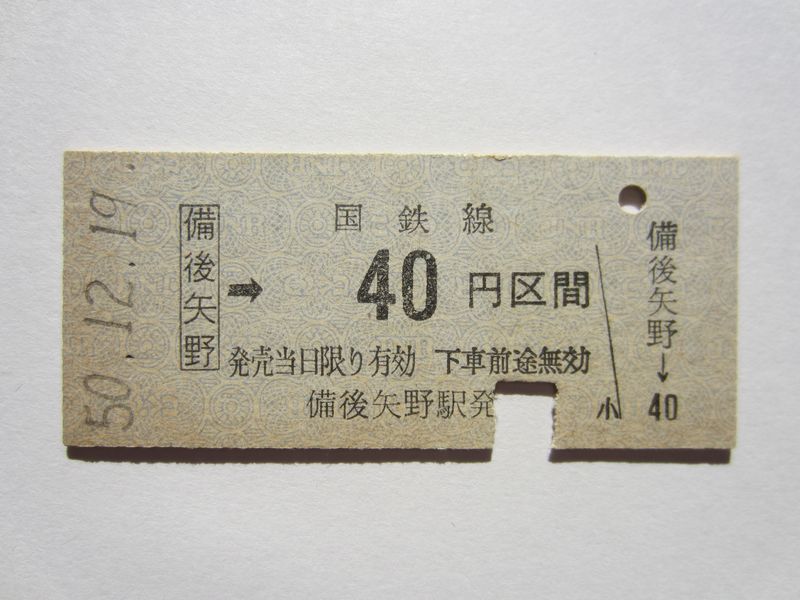 50.12.19.
備後矢野
国鉄線
➡ 40円区間
発売当日限り有効 下車前途無効
備後矢野駅発
小
備後矢野→40